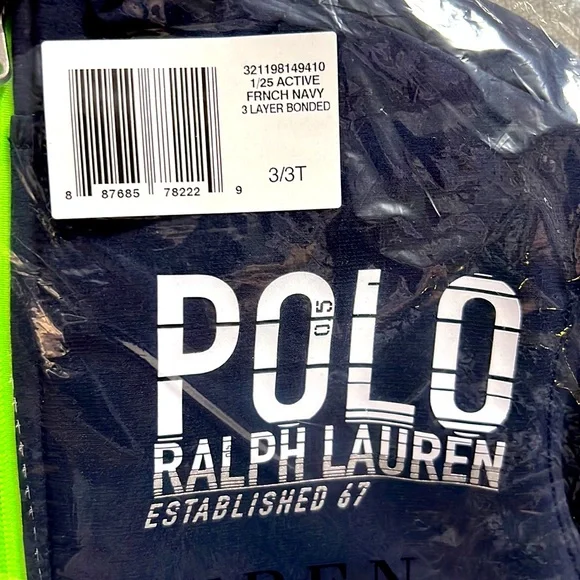 321198149410
1/25 ACTIVE
FRNCH NAVY
3 LAYER BONDED
8 87685 78222 9
3/3T
POLO
05
RALPH LAUREN
ESTABLISHED 67